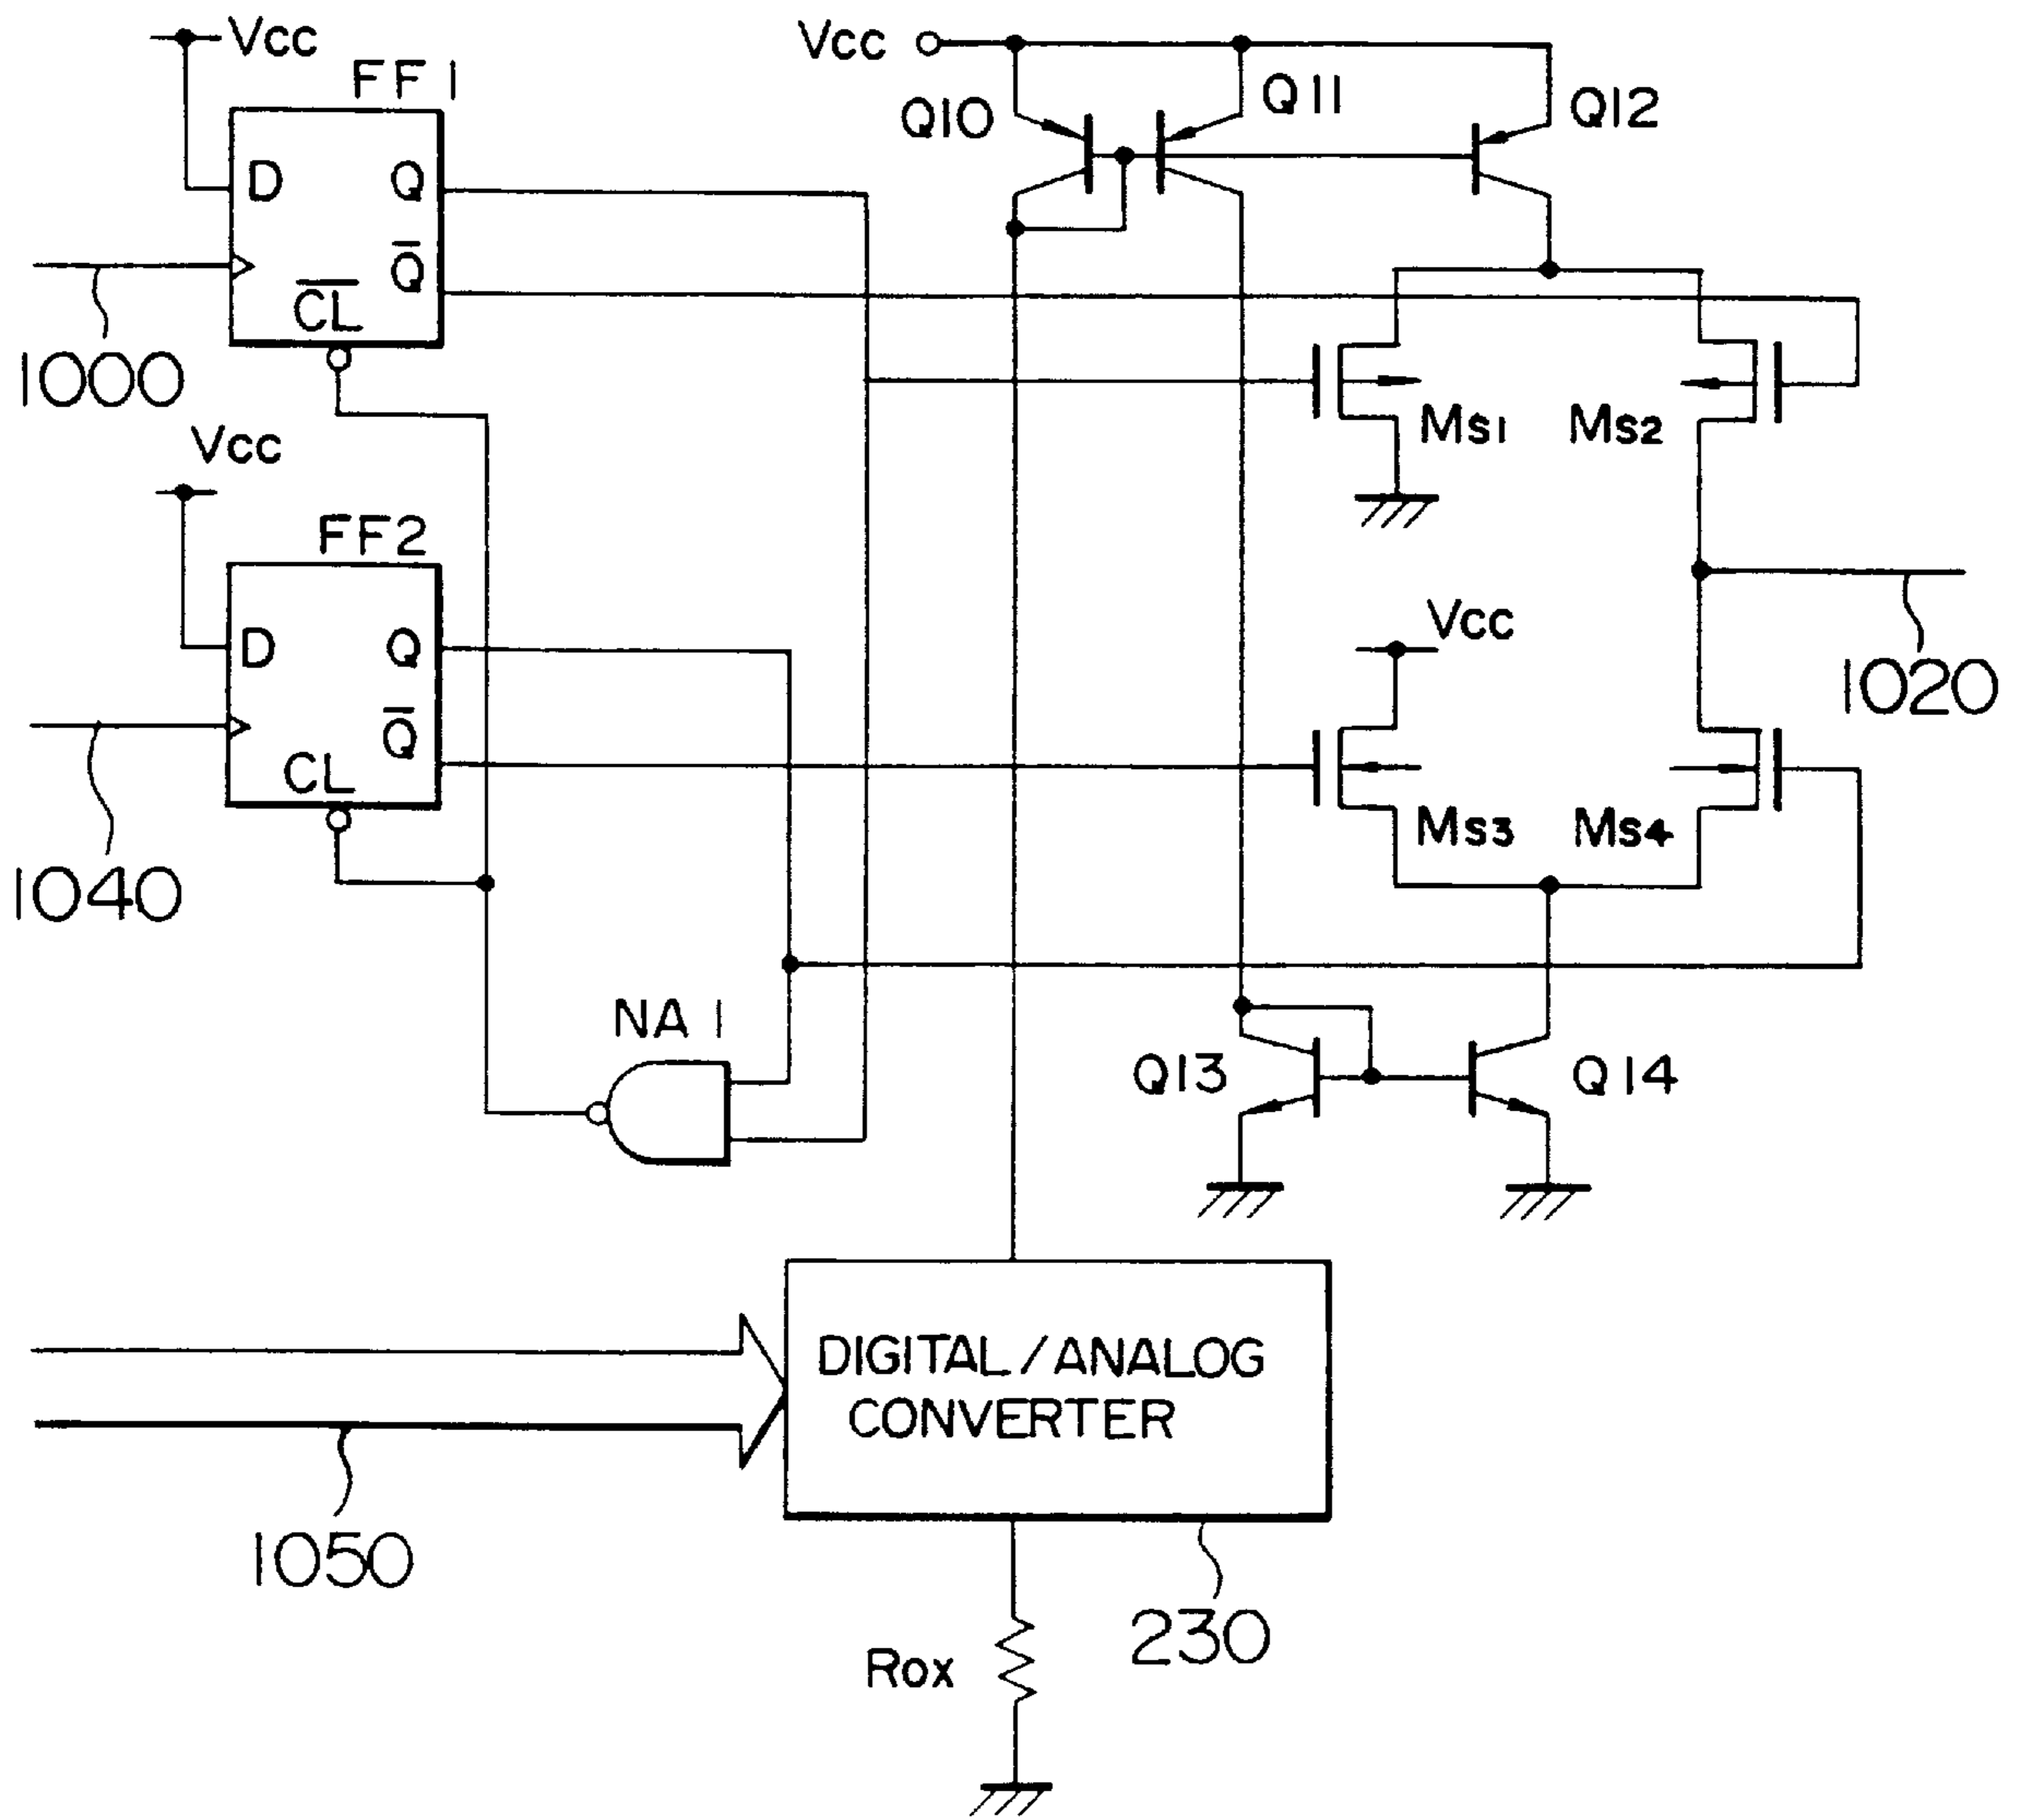 Vcc
FF1
D
Q
Q̅
C̅L̅
1000
Vcc
Q10
Q11
Q12
Ms1
Ms2
Vcc
FF2
D
Q
Q̅
CL
1040
1020
Vcc
Ms3
Ms4
NA1
Q13
Q14
DIGITAL/ANALOG
CONVERTER
1050
230
Rox